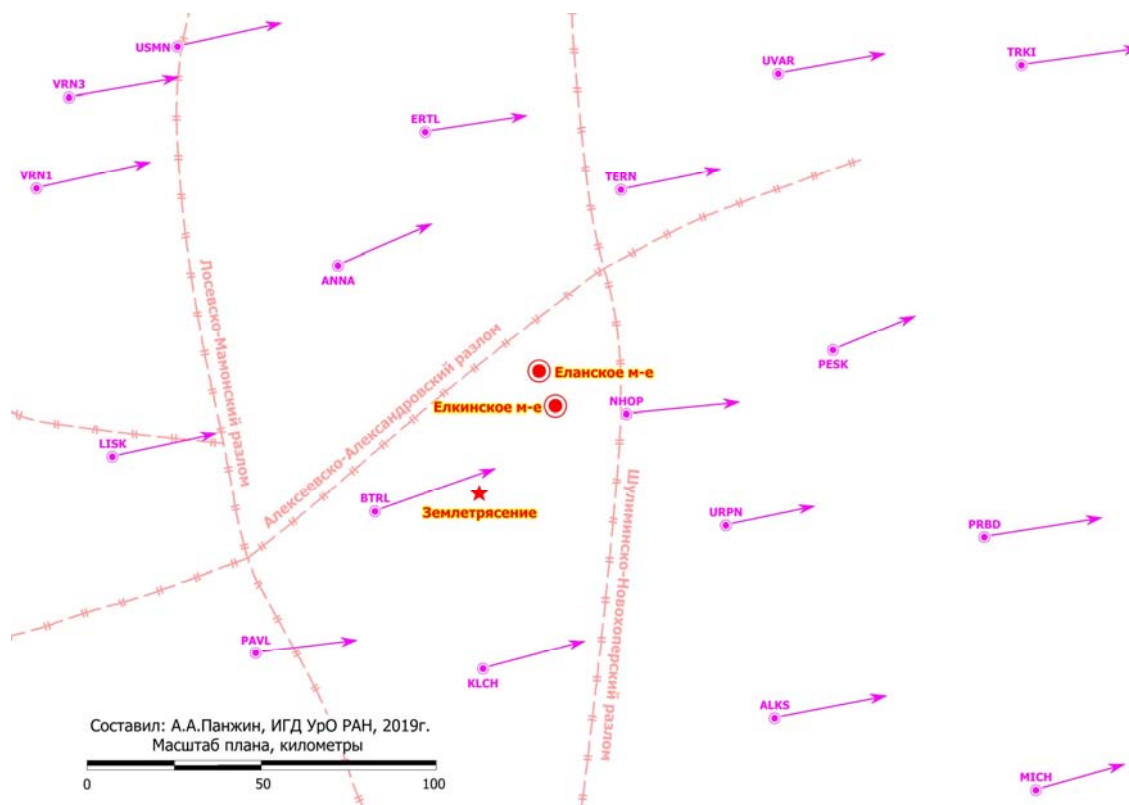 USMN
UVAR
TRKI
VRN3
ERTL
VRN1
TERN
ANNA
Лосевско-Мамонский разлом
Алексеевско-Александровский разлом
PESK
Еланское м-е
Елкинское м-е
NHOP
LISK
Шулиминско-Новохоперский разлом
BTRL
Землетрясение
URPN
PRBD
PAVL
KLCH
ALKS
MICH
Составил: А.А.Панжин, ИГД УрО РАН, 2019г.
Масштаб плана, километры
0 50 100